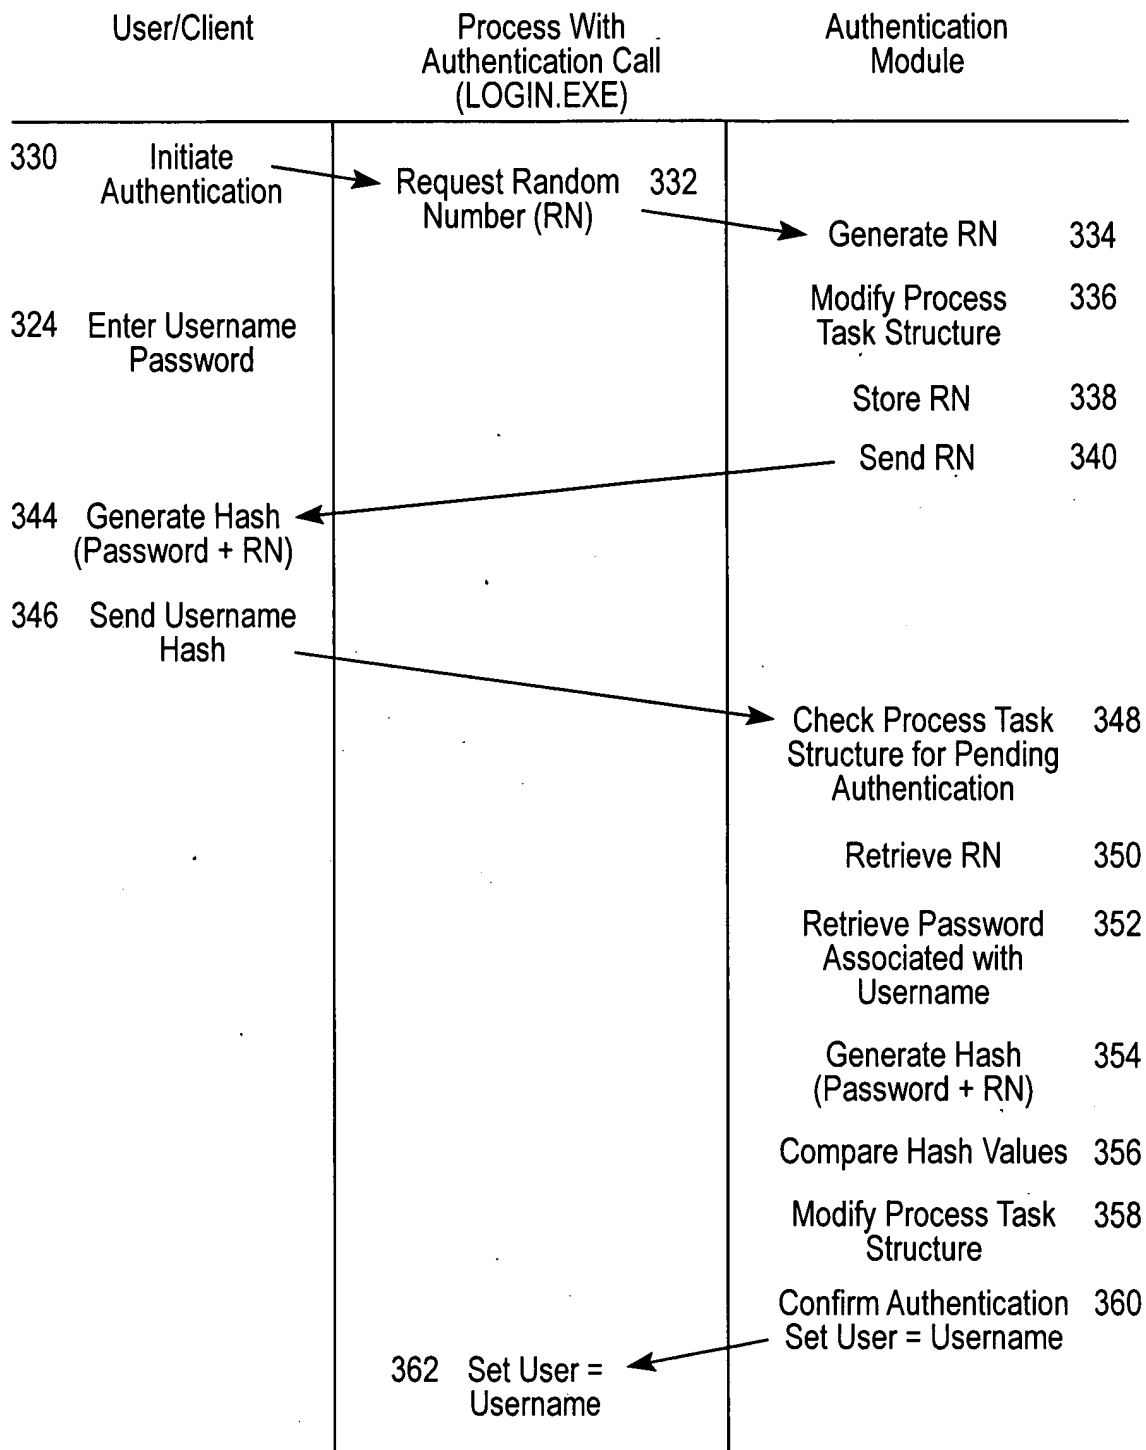 User/Client
Process With
Authentication Call
(LOGIN.EXE)
Authentication
Module
330 Initiate
Authentication
Request Random 332
Number (RN)
Generate RN 334
Modify Process 336
Task Structure
324 Enter Username
Password
Store RN 338
Send RN 340
344 Generate Hash
(Password + RN)
346 Send Username
Hash
Check Process Task 348
Structure for Pending
Authentication
Retrieve RN 350
Retrieve Password 352
Associated with
Username
Generate Hash 354
(Password + RN)
Compare Hash Values 356
Modify Process Task 358
Structure
Confirm Authentication 360
Set User = Username
362 Set User =
Username